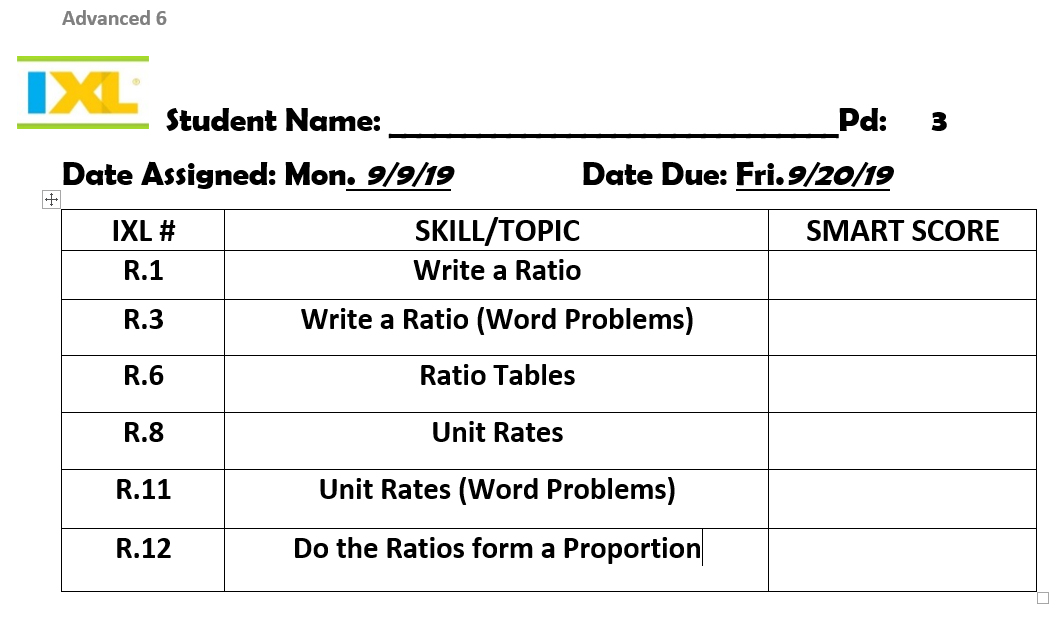 Advanced 6
IXL®
Student Name: ______________________________Pd: 3
Date Assigned: Mon. 9/9/19 Date Due: Fri. 9/20/19
IXL # SKILL/TOPIC SMART SCORE
R.1 Write a Ratio
R.3 Write a Ratio (Word Problems)
R.6 Ratio Tables
R.8 Unit Rates
R.11 Unit Rates (Word Problems)
R.12 Do the Ratios form a Proportion